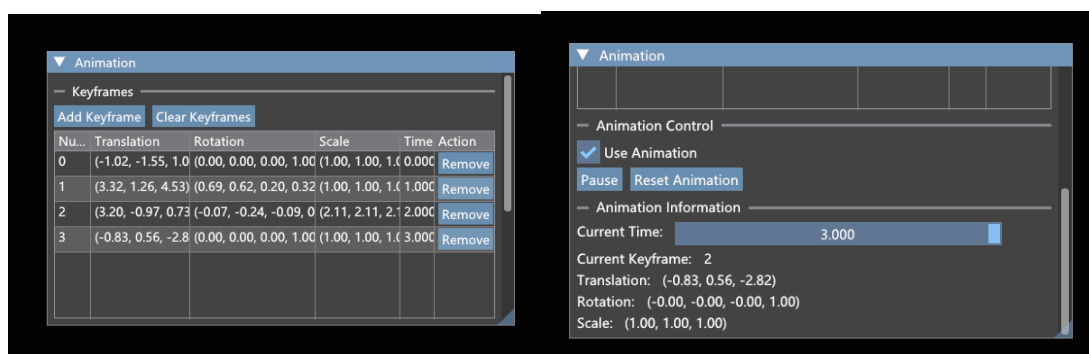 Animation
Keyframes
Add Keyframe Clear Keyframes
Nu... Translation Rotation Scale Time Action
0 (-1.02, -1.55, 1.0 (0.00, 0.00, 0.00, 1.00 (1.00, 1.00, 1.0 0.000 Remove
1 (3.32, 1.26, 4.53) (0.69, 0.62, 0.20, 0.32 (1.00, 1.00, 1.0 1.000 Remove
2 (3.20, -0.97, 0.73 (-0.07, -0.24, -0.09, 0 (2.11, 2.11, 2.1 2.000 Remove
3 (-0.83, 0.56, -2.8 (0.00, 0.00, 0.00, 1.00 (1.00, 1.00, 1.0 3.000 Remove
Animation
Animation Control
Use Animation
Pause Reset Animation
Animation Information
Current Time: 3.000
Current Keyframe: 2
Translation: (-0.83, 0.56, -2.82)
Rotation: (-0.00, -0.00, -0.00, 1.00)
Scale: (1.00, 1.00, 1.00)